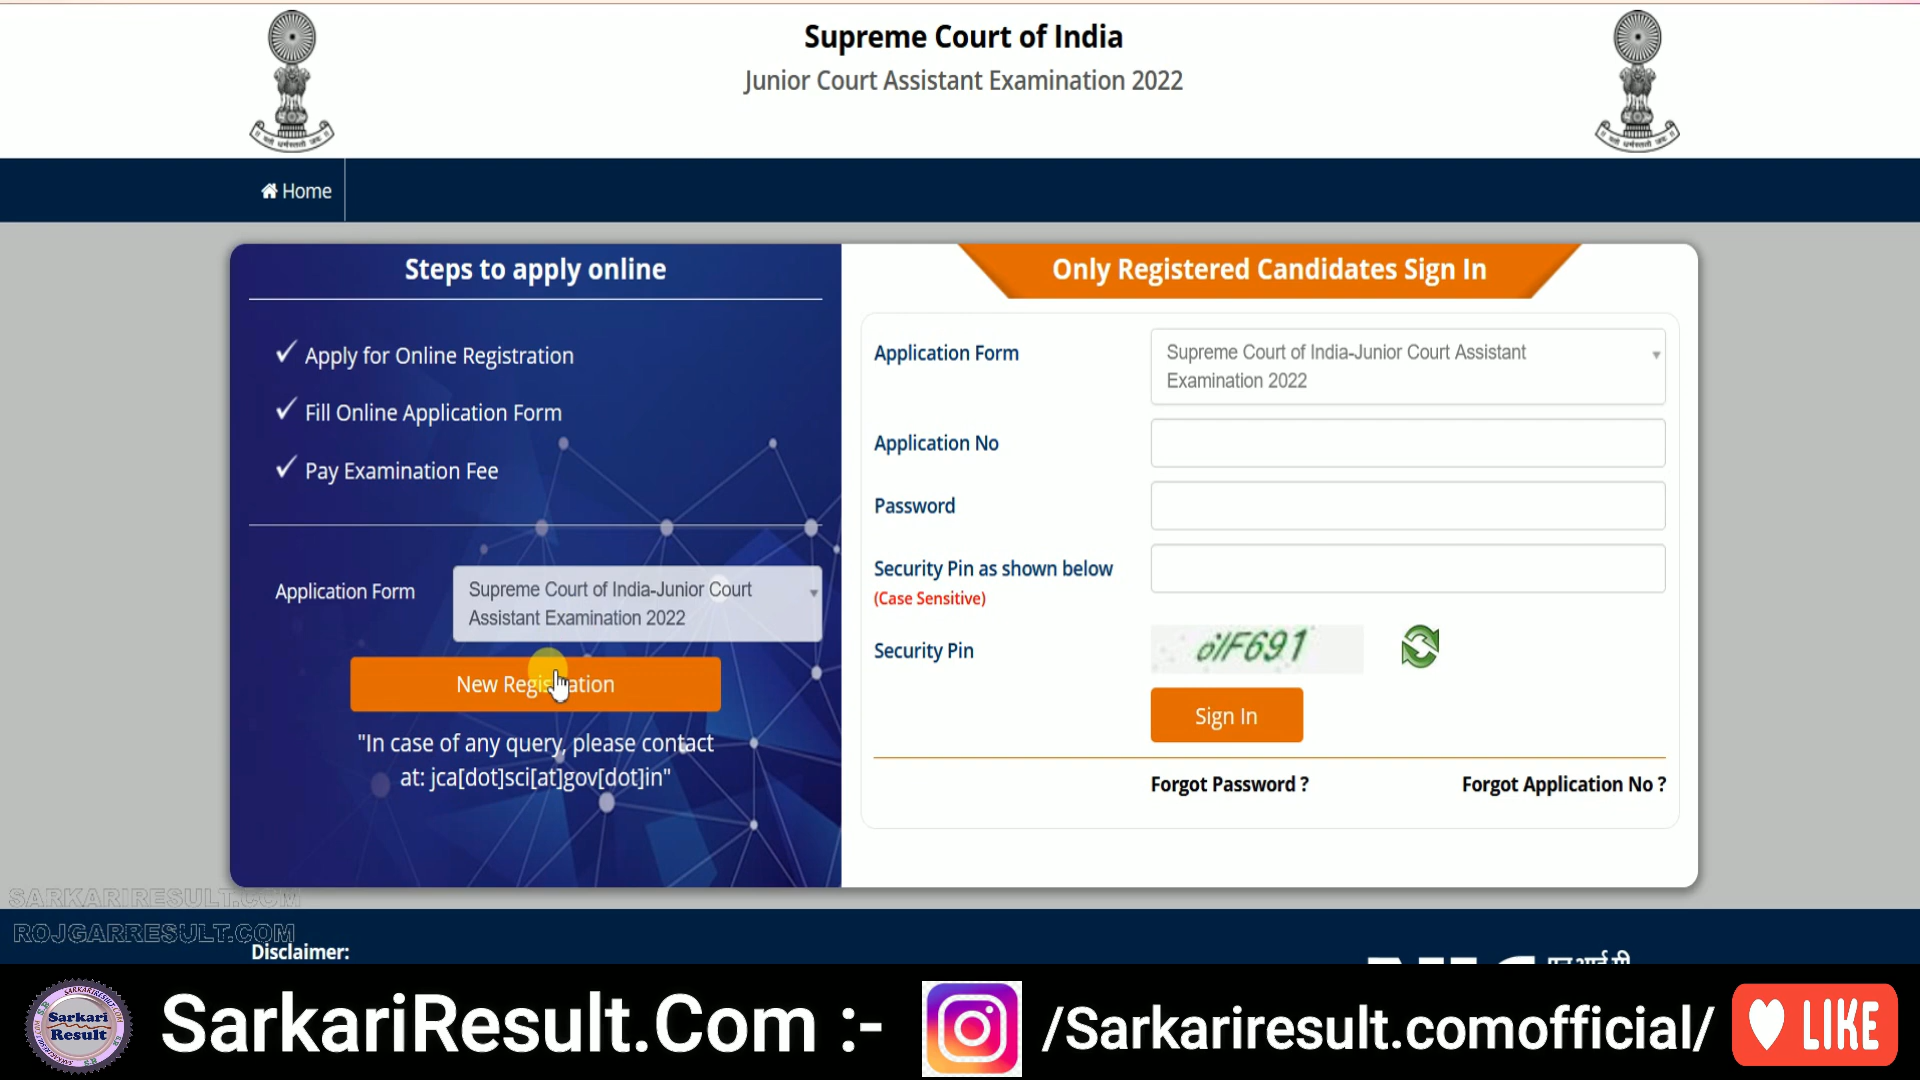 Supreme Court of India
Junior Court Assistant Examination 2022
Home
Steps to apply online
Apply for Online Registration
Fill Online Application Form
Pay Examination Fee
Application Form
Supreme Court of India-Junior Court
Assistant Examination 2022
New Registration
"In case of any query, please contact
at: jca[dot]sci[at]gov[dot]in"
Only Registered Candidates Sign In
Application Form
Supreme Court of India-Junior Court Assistant
Examination 2022
Application No
Password
Security Pin as shown below
(Case Sensitive)
Security Pin
Sign In
Forgot Password ?
Forgot Application No ?
SARKARIRESULT.COM
ROJGARRESULT.COM
Disclaimer:
Sarkari
Result
SarkariResult.Com :-
/Sarkariresult.comofficial/
LIKE